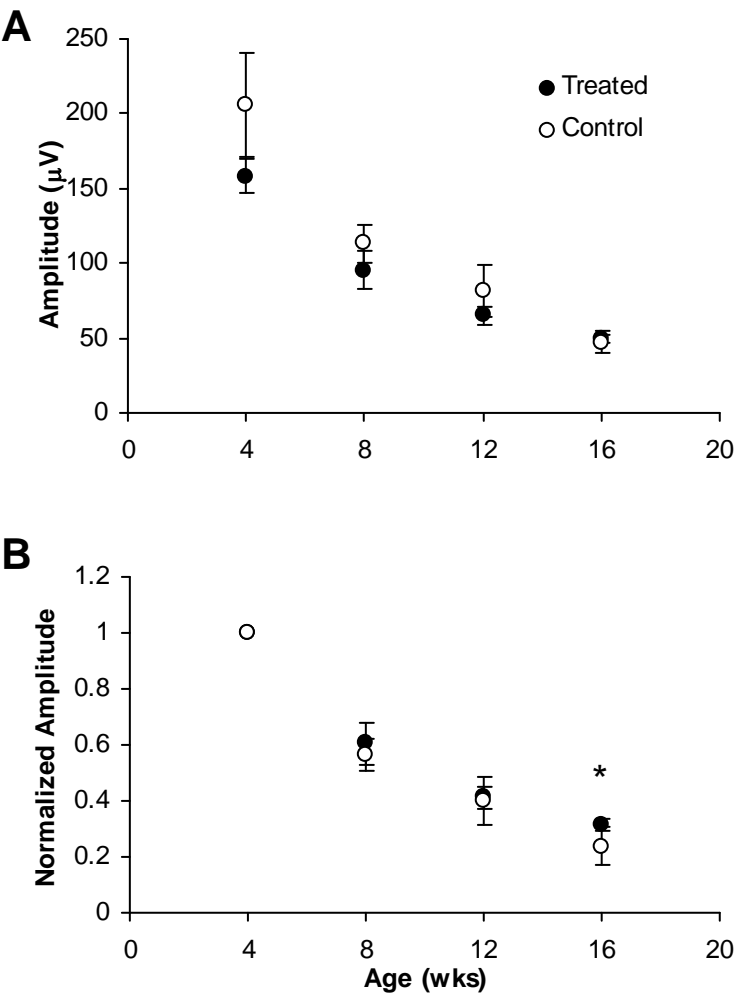 A
250
200
150
100
50
0
Amplitude (μV)
Treated
Control
0 4 8 12 16 20
B
1.2
1
0.8
0.6
0.4
0.2
0
Normalized Amplitude
*
0 4 8 12 16 20
Age (wks)